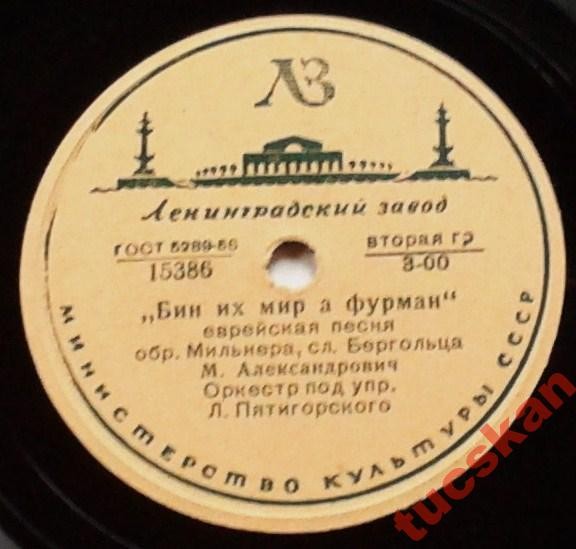 ЛЗ
Ленинградский завод
ГОСТ 5289-56
15386
вторая гр
3-00
„Бин их мир а фурман“
еврейская песня
обр. Мильнера, сл. Бергольца
М. Александрович
Оркестр под упр.
Л. Пятигорского
МИНИСТЕРСТВО КУЛЬТУРЫ СССР
tucskan